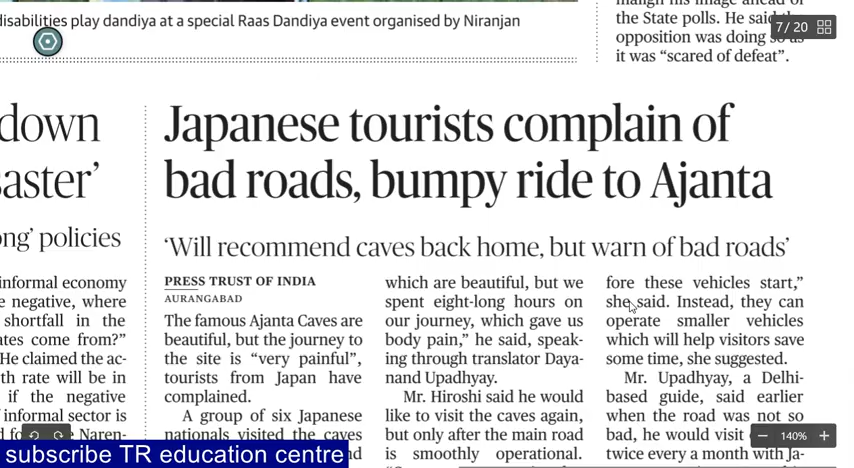 disabilities play dandiya at a special Raas Dandiya event organised by Niranjan
the State polls. He said the
opposition was doing so as
it was “scared of defeat”.
7 / 20
down
aster’
ong’ policies
informal economy
e negative, where
shortfall in the
ates come from?”
He claimed the ac-
th rate will be in
if the negative
informal sector is
Naren-
Japanese tourists complain of
bad roads, bumpy ride to Ajanta
‘Will recommend caves back home, but warn of bad roads’
PRESS TRUST OF INDIA
AURANGABAD
The famous Ajanta Caves are
beautiful, but the journey to
the site is “very painful”,
tourists from Japan have
complained.
A group of six Japanese
nationals visited the caves
which are beautiful, but we
spent eight-long hours on
our journey, which gave us
body pain,” he said, speak-
ing through translator Daya-
nand Upadhyay.
Mr. Hiroshi said he would
like to visit the caves again,
but only after the main road
is smoothly operational.
fore these vehicles start,”
she said. Instead, they can
operate smaller vehicles
which will help visitors save
some time, she suggested.
Mr. Upadhyay, a Delhi-
based guide, said earlier
when the road was not so
bad, he would visit
twice every a month with Ja-
140%
subscribe TR education centre